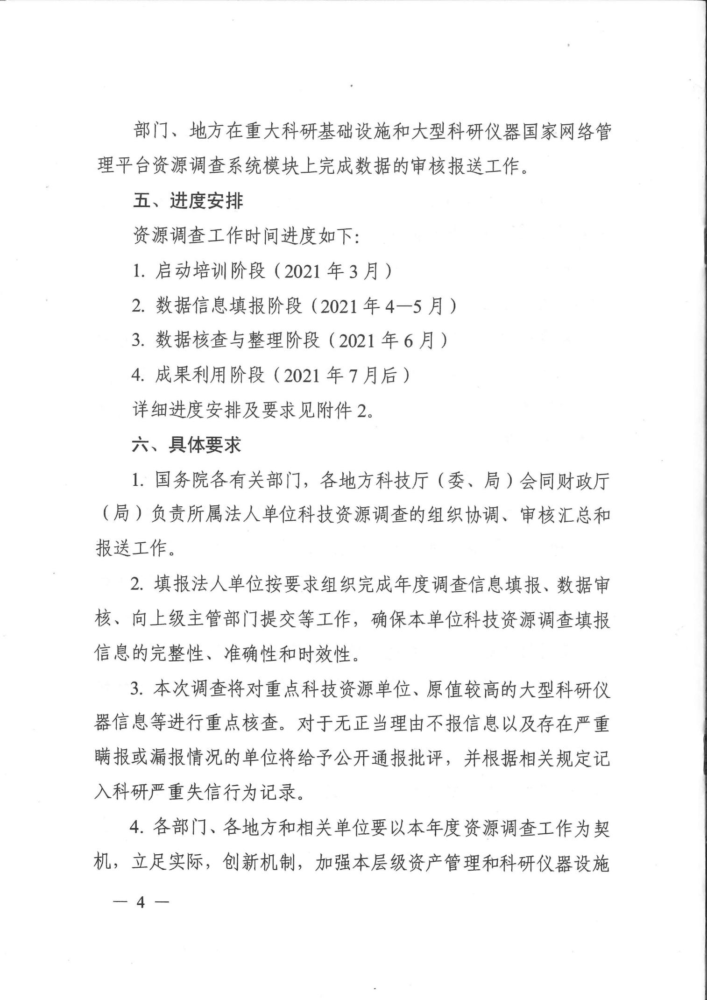 部门、地方在重大科研基础设施和大型科研仪器国家网络管
理平台资源调查系统模块上完成数据的审核报送工作。
五、进度安排
资源调查工作时间进度如下：
1. 启动培训阶段（2021 年 3 月）
2. 数据信息填报阶段（2021 年 4—5 月）
3. 数据核查与整理阶段（2021 年 6 月）
4. 成果利用阶段（2021 年 7 月后）
详细进度安排及要求见附件 2。
六、具体要求
1. 国务院各有关部门，各地方科技厅（委、局）会同财政厅
（局）负责所属法人单位科技资源调查的组织协调、审核汇总和
报送工作。
2. 填报法人单位按要求组织完成年度调查信息填报、数据审
核、向上级主管部门提交等工作，确保本单位科技资源调查填报
信息的完整性、准确性和时效性。
3. 本次调查将对重点科技资源单位、原值较高的大型科研仪
器信息等进行重点核查。对于无正当理由不报信息以及存在严重
瞒报或漏报情况的单位将给予公开通报批评，并根据相关规定记
入科研严重失信行为记录。
4. 各部门、各地方和相关单位要以本年度资源调查工作为契
机，立足实际，创新机制，加强本层级资产管理和科研仪器设施
— 4 —